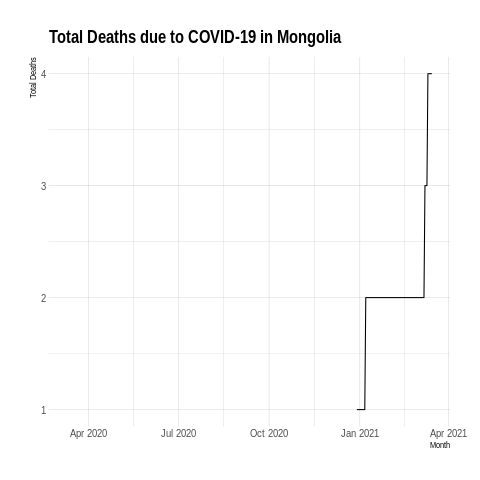 Total Deaths due to COVID-19 in Mongolia
Total Deaths
4
3
2
1
Apr 2020 Jul 2020 Oct 2020 Jan 2021 Apr 2021
Month